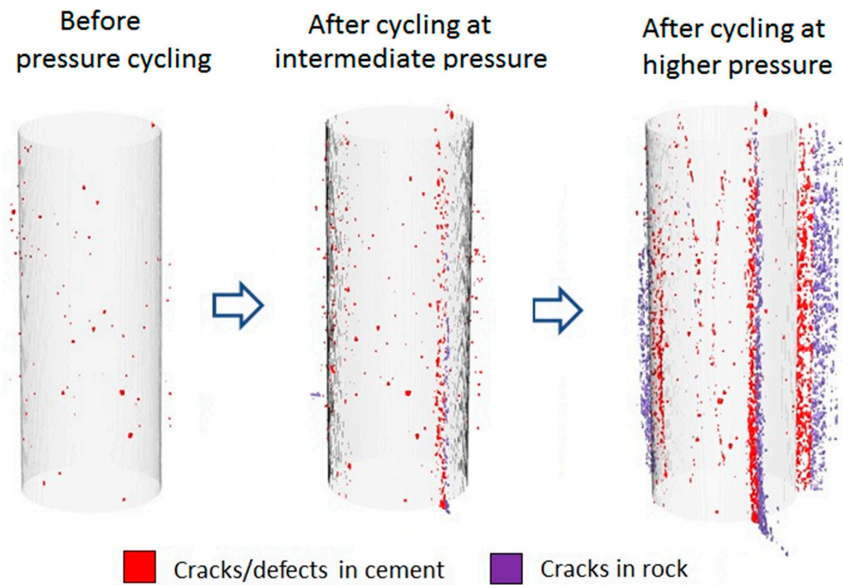 Before
pressure cycling
After cycling at
intermediate pressure
After cycling at
higher pressure
Cracks/defects in cement
Cracks in rock